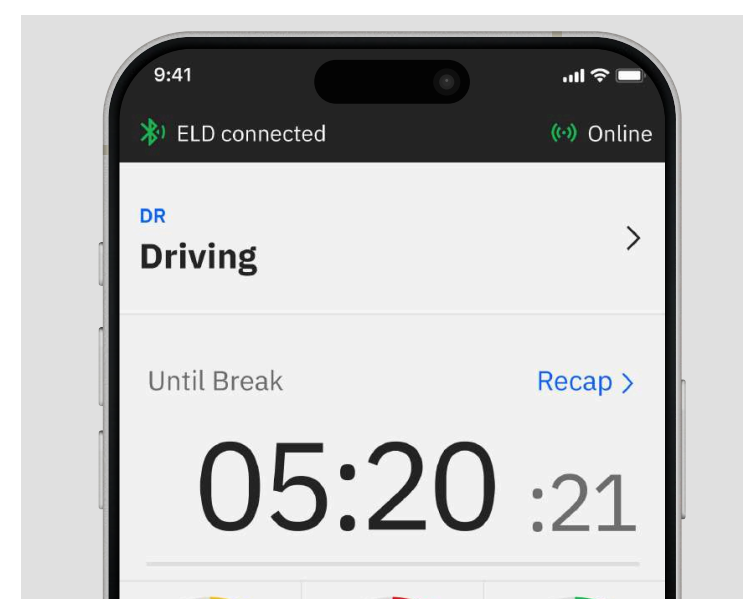 9:41
ELD connected
Online
DR
Driving
Until Break
Recap
05:20 :21